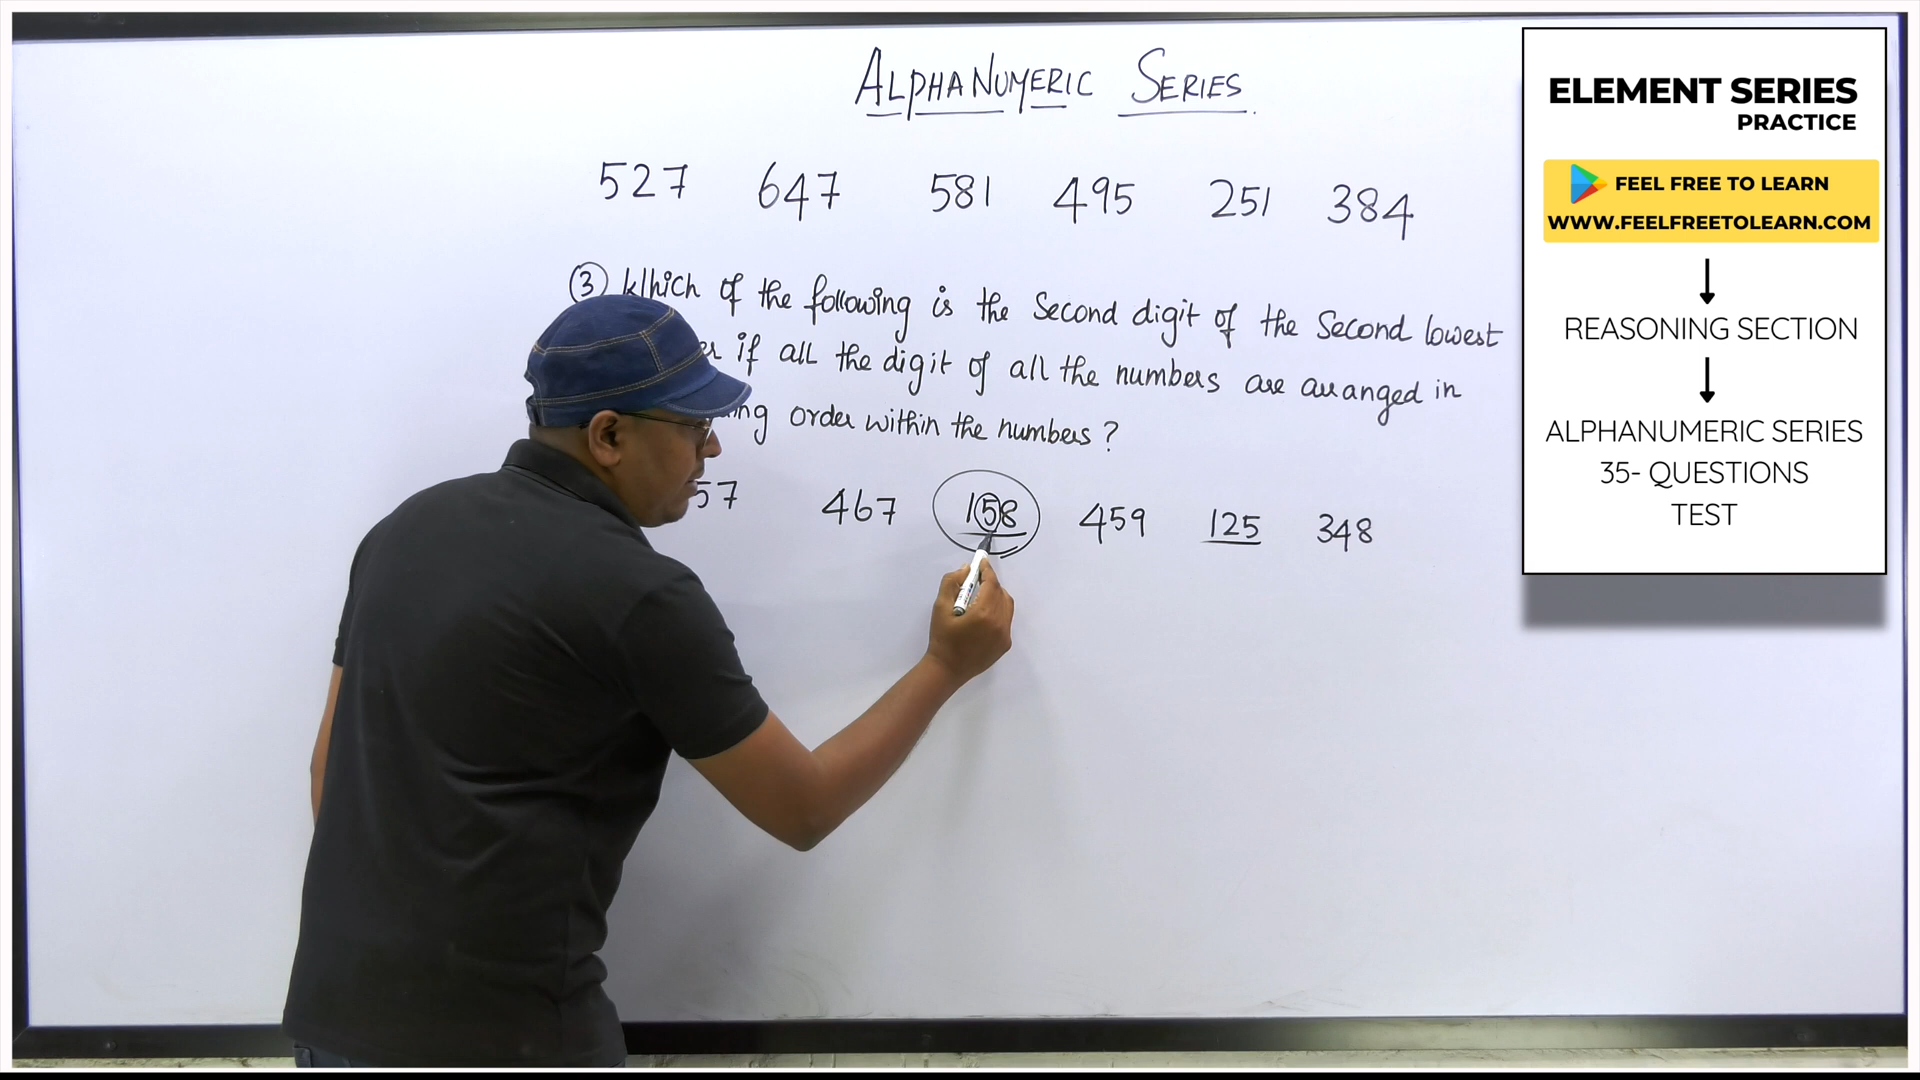 ALPHANUMERIC SERIES.
527 647 581 495 251 384
③ Which of the following is the Second digit of the Second lowest
if all the digit of all the numbers are arranged in
order within the numbers?
57 467 158 459 125 348
ELEMENT SERIES
PRACTICE
FEEL FREE TO LEARN
WWW.FEELFREETOLEARN.COM
REASONING SECTION
ALPHANUMERIC SERIES
35- QUESTIONS
TEST